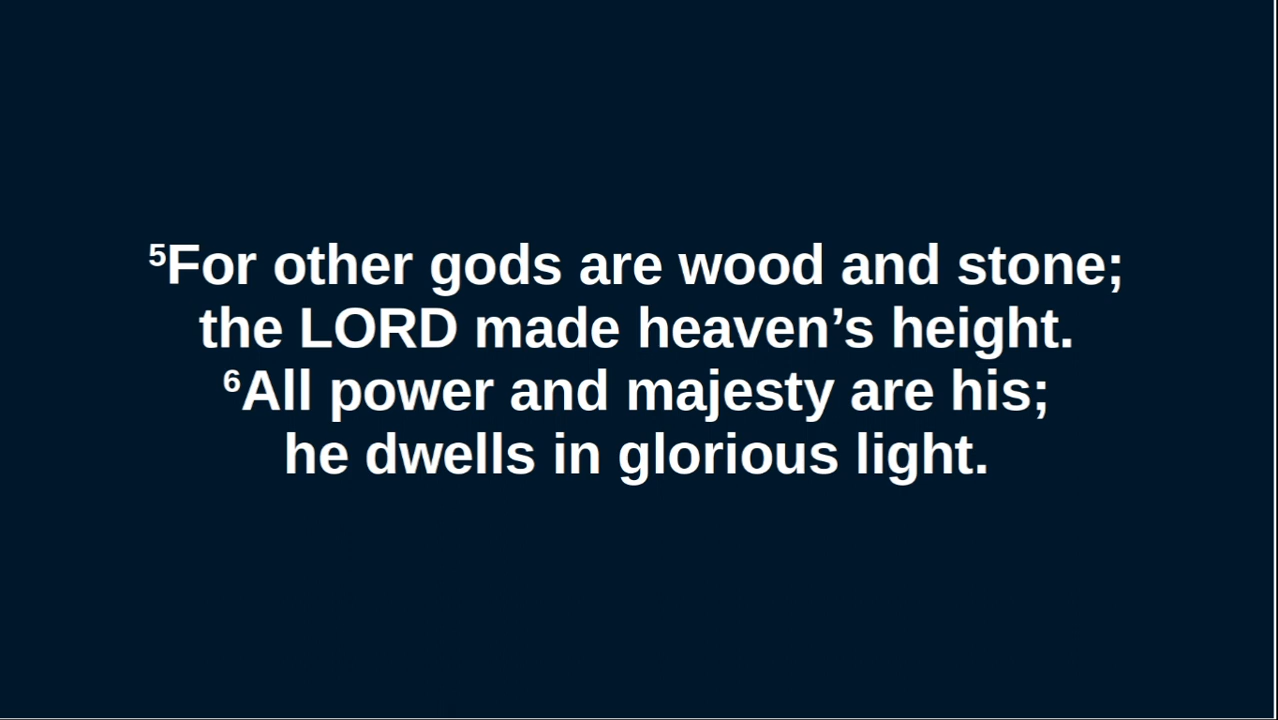 ⁵For other gods are wood and stone;
the LORD made heaven’s height.
⁶All power and majesty are his;
he dwells in glorious light.